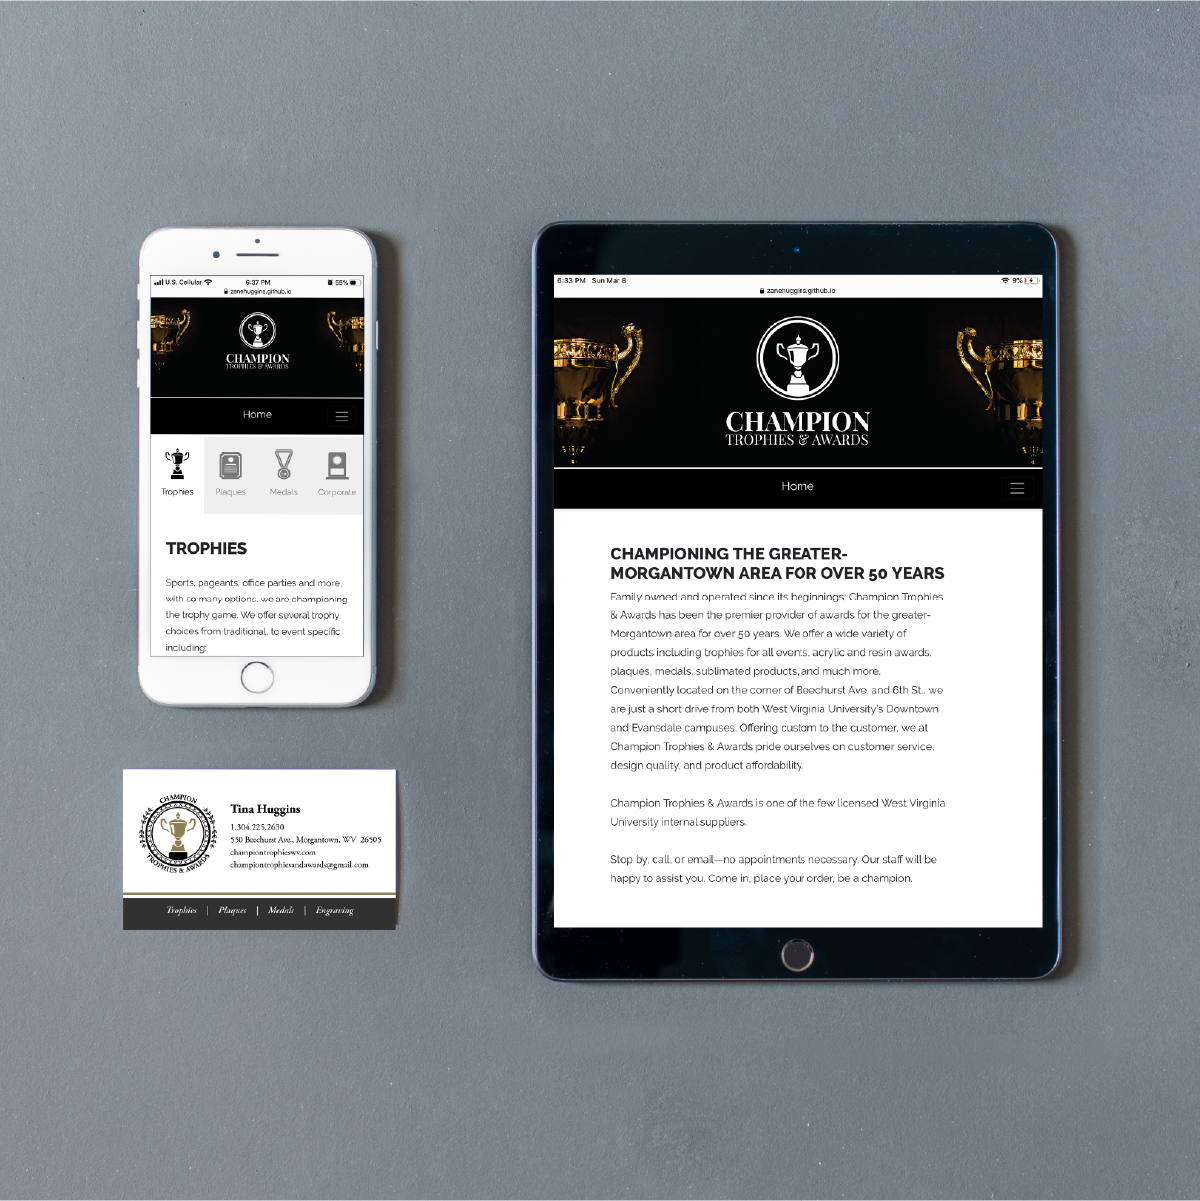 U.S. Cellular
6:37 PM
55%
zanehuggins.github.io
CHAMPION
TROPHIES & AWARDS
Home
Trophies
Plaques
Medals
Corporate
TROPHIES
Sports, pageants, office parties and more,
with so many options, we are championing
the trophy game. We offer several trophy
choices from traditional, to event specific
including:
CHAMPION
TROPHIES & AWARDS
Tina Huggins
1.304.225.2630
550 Beechurst Ave., Morgantown, WV 26505
championtrophieswv.com
championtrophiesandawards@gmail.com
Trophies | Plaques | Medals | Engraving
6:33 PM Sun Mar 8
9%
zanehuggins.github.io
CHAMPION
TROPHIES & AWARDS
Home
CHAMPIONING THE GREATER-
MORGANTOWN AREA FOR OVER 50 YEARS
Family owned and operated since its beginnings; Champion Trophies
& Awards has been the premier provider of awards for the greater-
Morgantown area for over 50 years. We offer a wide variety of
products including trophies for all events, acrylic and resin awards,
plaques, medals, sublimated products, and much more.
Conveniently located on the corner of Beechurst Ave. and 6th St., we
are just a short drive from both West Virginia University's Downtown
and Evansdale campuses. Offering custom to the customer, we at
Champion Trophies & Awards pride ourselves on customer service,
design quality, and product affordability.
Champion Trophies & Awards is one of the few licensed West Virginia
University internal suppliers.
Stop by, call, or email—no appointments necessary. Our staff will be
happy to assist you. Come in, place your order, be a champion.